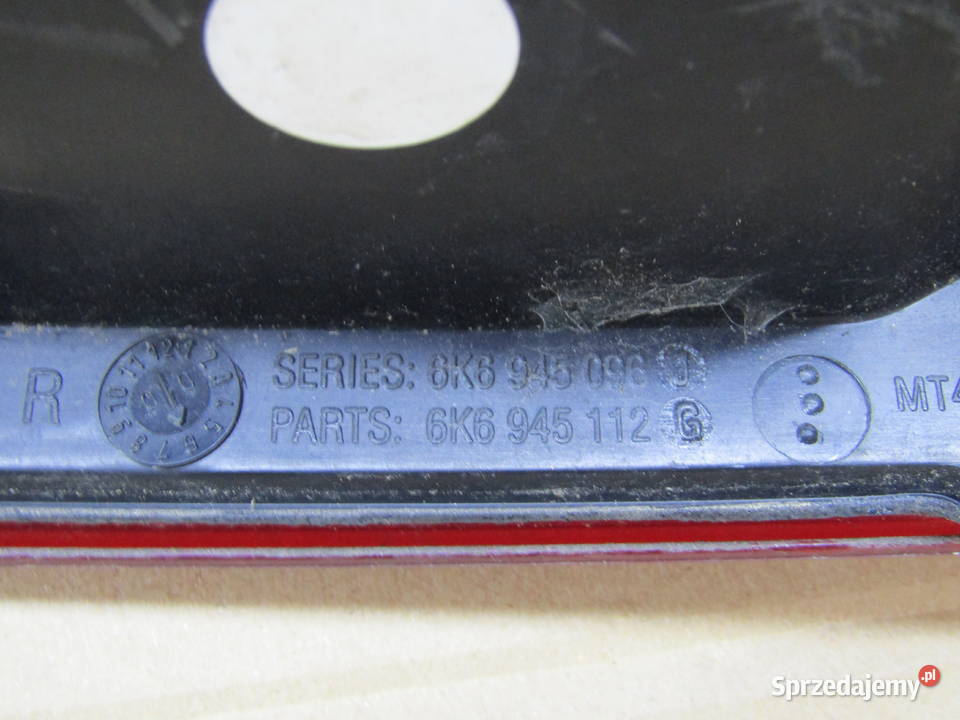 R
SERIES: 6K6 945 096 J
PARTS: 6K6 945 112 G
MT4
Sprzedajemy.pl